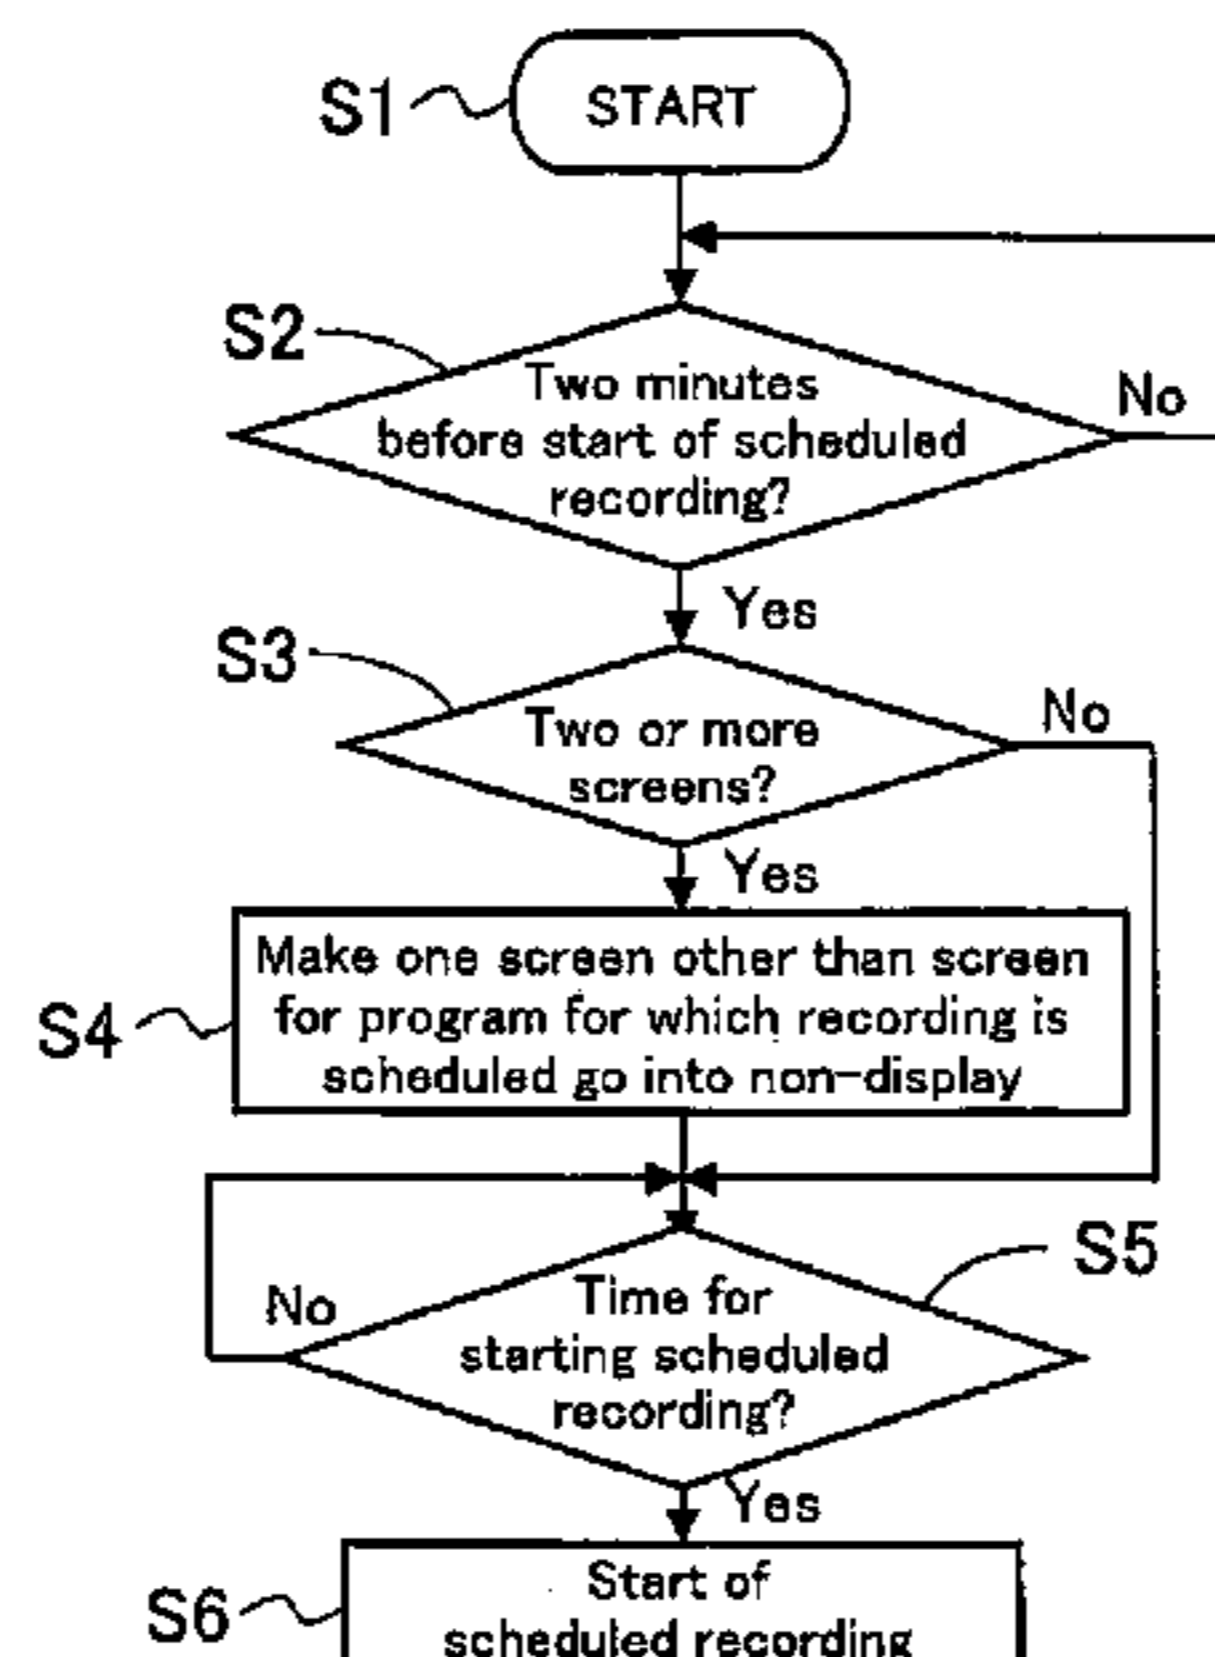 S1
START
S2
Two minutes
before start of scheduled
recording?
No
Yes
S3
Two or more
screens?
No
Yes
S4
Make one screen other than screen
for program for which recording is
scheduled go into non-display
S5
Time for
starting scheduled
recording?
No
Yes
S6
Start of
scheduled recording